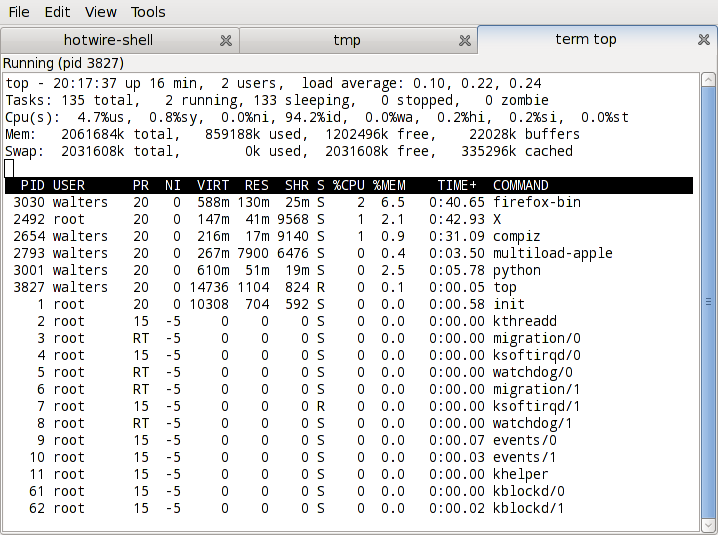 File Edit View Tools
hotwire-shell tmp term top
Running (pid 3827)
top - 20:17:37 up 16 min,  2 users,  load average: 0.10, 0.22, 0.24
Tasks: 135 total,   2 running, 133 sleeping,   0 stopped,   0 zombie
Cpu(s):  4.7%us,  0.8%sy,  0.0%ni, 94.2%id,  0.0%wa,  0.2%hi,  0.2%si,  0.0%st
Mem:   2061684k total,   859188k used,  1202496k free,    22028k buffers
Swap:  2031608k total,        0k used,  2031608k free,   335296k cached
  PID USER      PR  NI  VIRT  RES  SHR S %CPU %MEM    TIME+  COMMAND
 3030 walters   20   0  588m 130m  25m S    2  6.5   0:40.65 firefox-bin
 2492 root      20   0  147m  41m 9568 S    1  2.1   0:42.93 X
 2654 walters   20   0  216m  17m 9140 S    1  0.9   0:31.09 compiz
 2793 walters   20   0  267m 7900 6476 S    0  0.4   0:03.50 multiload-apple
 3001 walters   20   0  610m  51m  19m S    0  2.5   0:05.78 python
 3827 walters   20   0 14736 1104  824 R    0  0.1   0:00.05 top
    1 root      20   0 10308  704  592 S    0  0.0   0:00.58 init
    2 root      15  -5     0    0    0 S    0  0.0   0:00.00 kthreadd
    3 root      RT  -5     0    0    0 S    0  0.0   0:00.00 migration/0
    4 root      15  -5     0    0    0 S    0  0.0   0:00.00 ksoftirqd/0
    5 root      RT  -5     0    0    0 S    0  0.0   0:00.00 watchdog/0
    6 root      RT  -5     0    0    0 S    0  0.0   0:00.00 migration/1
    7 root      15  -5     0    0    0 R    0  0.0   0:00.00 ksoftirqd/1
    8 root      RT  -5     0    0    0 S    0  0.0   0:00.00 watchdog/1
    9 root      15  -5     0    0    0 S    0  0.0   0:00.07 events/0
   10 root      15  -5     0    0    0 S    0  0.0   0:00.03 events/1
   11 root      15  -5     0    0    0 S    0  0.0   0:00.00 khelper
   61 root      15  -5     0    0    0 S    0  0.0   0:00.00 kblockd/0
   62 root      15  -5     0    0    0 S    0  0.0   0:00.02 kblockd/1